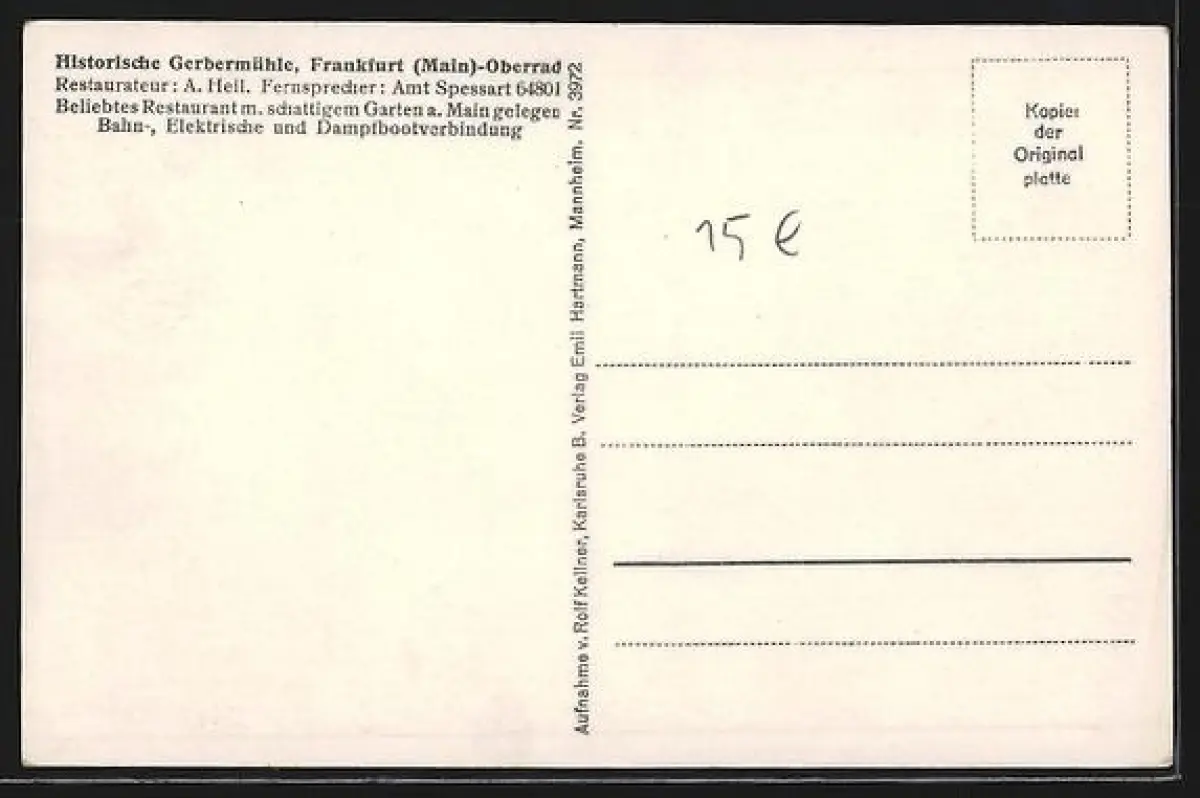 Historische Gerbermühle, Frankfurt (Main)-Oberrad
Restaurateur: A. Heil. Fernsprecher: Amt Spessart 64801
Beliebtes Restaurant m. schattigem Garten a. Main gelegen
Bahn-, Elektrische und Dampfbootverbindung
Aufnahme v. Rolf Kellner, Karlsruhe B. Verlag Emil Hartmann, Mannheim. Nr. 3972
Kopie
der
Original
platte
15 €